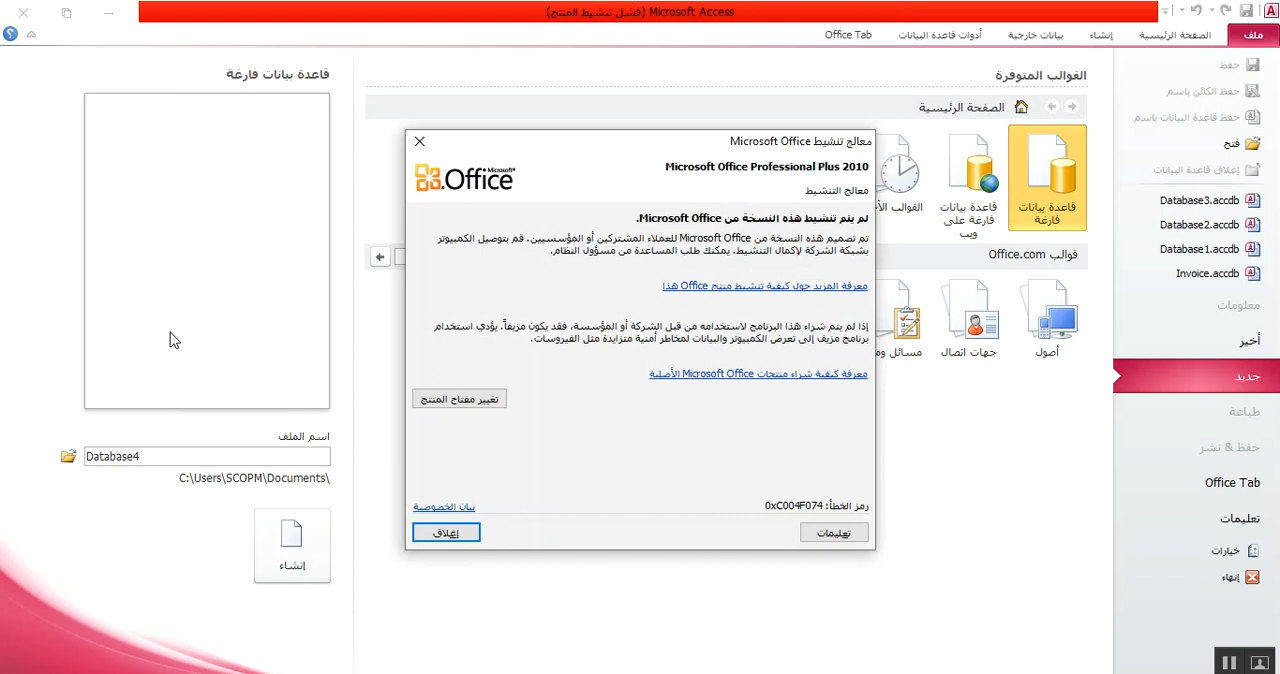 Microsoft Access (فشل تنشيط المنتج)
ملف
الصفحة الرئيسية
إنشاء
بيانات خارجية
أدوات قاعدة البيانات
Office Tab
حفظ
حفظ الكائن باسم
حفظ قاعدة البيانات باسم
فتح
إغلاق قاعدة البيانات
Database3.accdb
Database2.accdb
Database1.accdb
Invoice.accdb
معلومات
أخير
جديد
طباعة
حفظ & نشر
Office Tab
تعليمات
خيارات
إنهاء
القوالب المتوفرة
الصفحة الرئيسية
قاعدة بيانات
فارغة
قاعدة بيانات
فارغة على
ويب
القوالب الأ
قوالب Office.com
أصول
جهات اتصال
مسائل وم
معالج تنشيط Microsoft Office
Microsoft Office
Microsoft Office Professional Plus 2010
معالج التنشيط
لم يتم تنشيط هذه النسخة من Microsoft Office.
تم تصميم هذه النسخة من Microsoft Office للعملاء المشتركين أو المؤسسيين. قم بتوصيل الكمبيوتر
بشبكة الشركة لإكمال التنشيط. يمكنك طلب المساعدة من مسؤول النظام.
معرفة المزيد حول كيفية تنشيط منتج Office هذا
إذا لم يتم شراء هذا البرنامج لاستخدامه من قبل الشركة أو المؤسسة، فقد يكون مزيفاً. يؤدي استخدام
برنامج مزيف إلى تعرض الكمبيوتر والبيانات لمخاطر أمنية متزايدة مثل الفيروسات.
معرفة كيفية شراء منتجات Microsoft Office الأصلية
تغيير مفتاح المنتج
رمز الخطأ: 0xC004F074
بيان الخصوصية
تعليمات
إغلاق
قاعدة بيانات فارغة
اسم الملف
Database4
C:\Users\SCOPM\Documents\
إنشاء